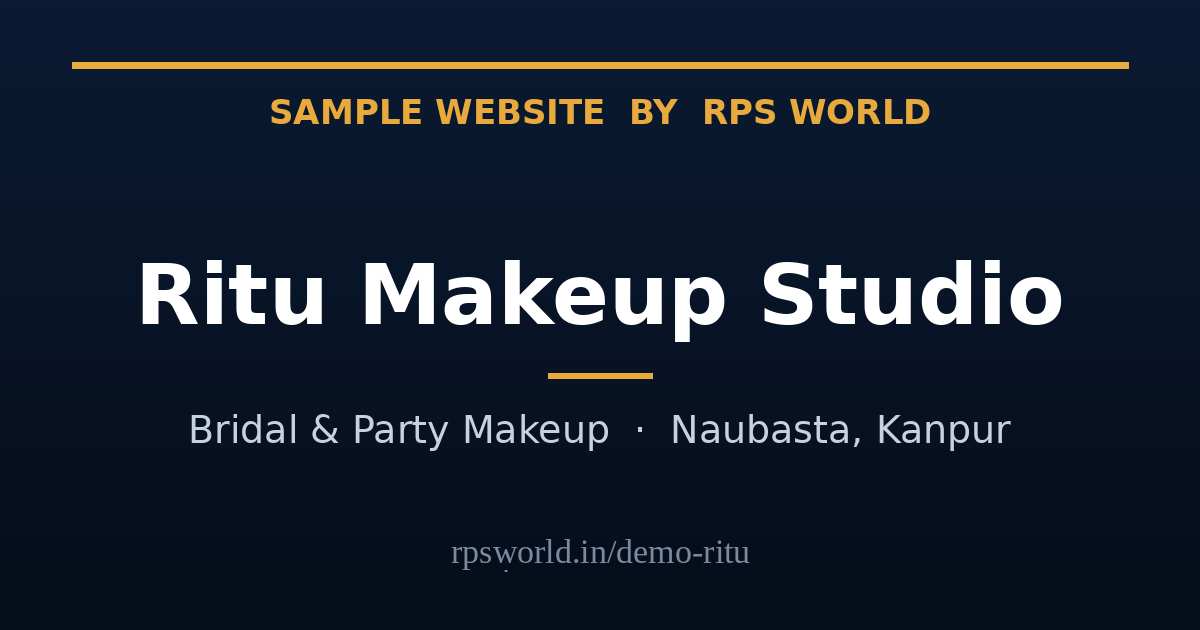 SAMPLE WEBSITE BY RPS WORLD
Ritu Makeup Studio
Bridal & Party Makeup · Naubasta, Kanpur
rpsworld.in/demo-ritu